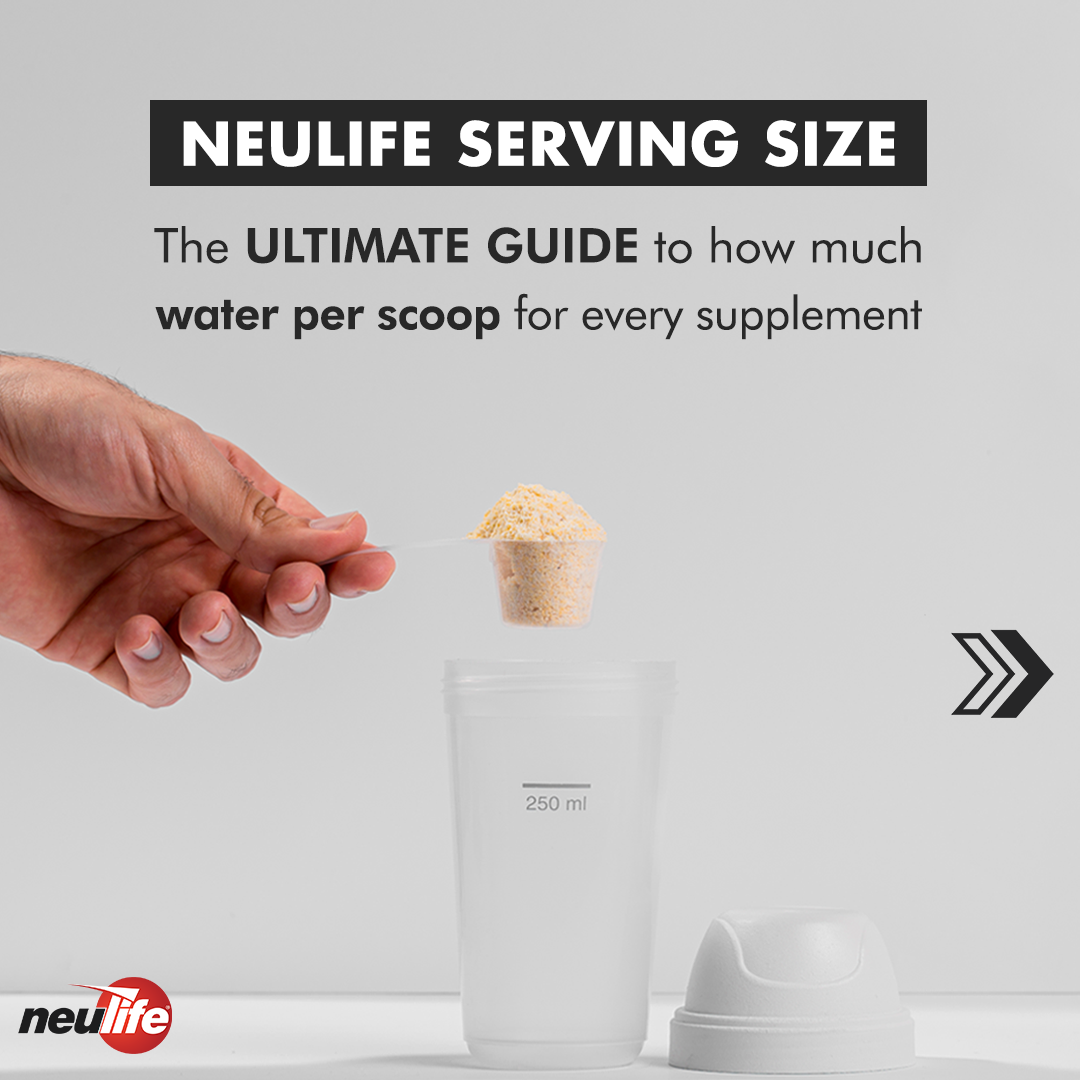 NEULIFE SERVING SIZE
The ULTIMATE GUIDE to how much
water per scoop for every supplement
250 ml
neulife®